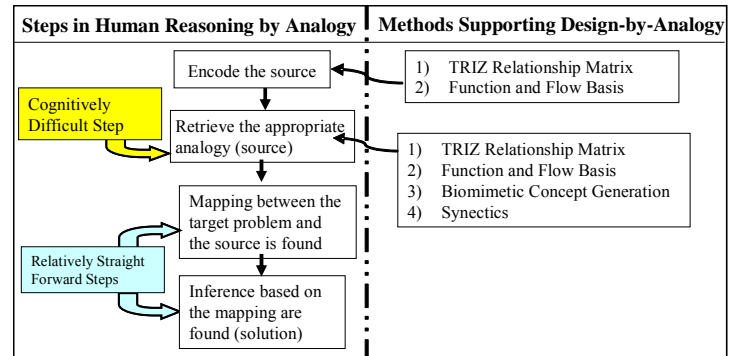 Steps in Human Reasoning by Analogy
Methods Supporting Design-by-Analogy
Encode the source
1) TRIZ Relationship Matrix
2) Function and Flow Basis
Cognitively
Difficult Step
Retrieve the appropriate
analogy (source)
1) TRIZ Relationship Matrix
2) Function and Flow Basis
3) Biomimetic Concept Generation
4) Synectics
Mapping between the
target problem and
the source is found
Relatively Straight
Forward Steps
Inference based on
the mapping are
found (solution)